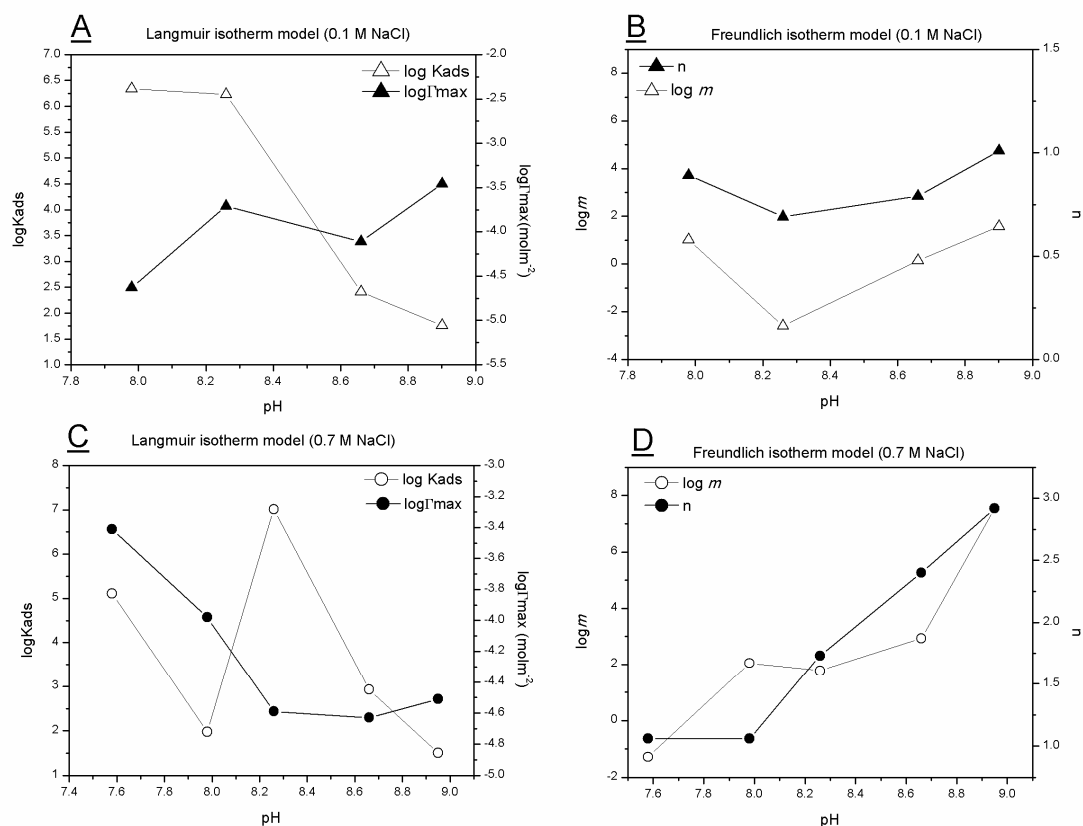 A
Langmuir isotherm model (0.1 M NaCl)
log Kads
logΓmax
7.0
6.5
6.0
5.5
5.0
4.5
4.0
3.5
3.0
2.5
2.0
1.5
1.0
logKads
-2.0
-2.5
-3.0
-3.5
-4.0
-4.5
-5.0
-5.5
logΓmax(molm⁻²)
7.8 8.0 8.2 8.4 8.6 8.8 9.0
pH
B
Freundlich isotherm model (0.1 M NaCl)
n
log m
8
6
4
2
0
-2
-4
logm
1.5
1.0
0.5
0.0
n
7.8 8.0 8.2 8.4 8.6 8.8 9.0
pH
C
Langmuir isotherm model (0.7 M NaCl)
log Kads
logΓmax
8
7
6
5
4
3
2
1
logKads
-3.0
-3.2
-3.4
-3.6
-3.8
-4.0
-4.2
-4.4
-4.6
-4.8
-5.0
logΓmax (molm⁻²)
7.4 7.6 7.8 8.0 8.2 8.4 8.6 8.8 9.0
pH
D
Freundlich isotherm model (0.7 M NaCl)
log m
n
8
6
4
2
0
-2
logm
3.0
2.5
2.0
1.5
1.0
n
7.6 7.8 8.0 8.2 8.4 8.6 8.8 9.0
pH